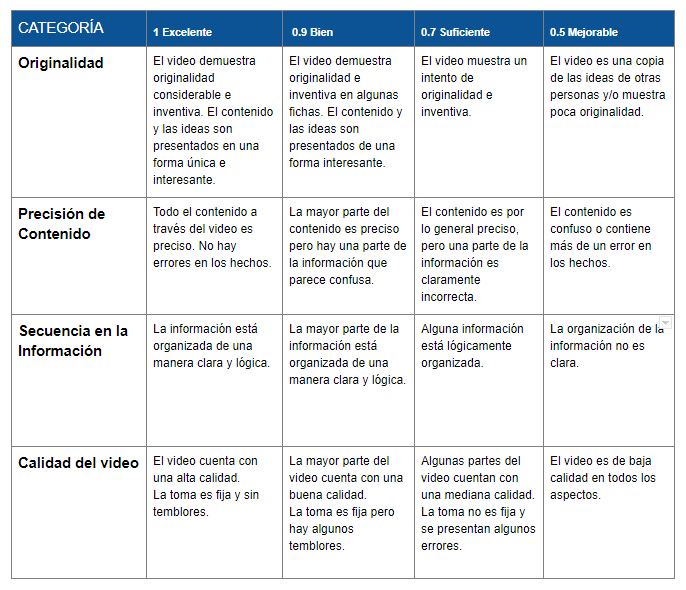 CATEGORÍA
1 Excelente
0.9 Bien
0.7 Suficiente
0.5 Mejorable
Originalidad
El video demuestra
originalidad
considerable e
inventiva. El contenido
y las ideas son
presentados en una
forma única e
interesante.
El video demuestra
originalidad e
inventiva en algunas
fichas. El contenido y
las ideas son
presentados de una
forma interesante.
El video muestra un
intento de
originalidad e
inventiva.
El video es una copia
de las ideas de otras
personas y/o muestra
poca originalidad.
Precisión de
Contenido
Todo el contenido a
través del video es
preciso. No hay
errores en los hechos.
La mayor parte del
contenido es preciso
pero hay una parte de
la información que
parece confusa.
El contenido es por
lo general preciso,
pero una parte de la
información es
claramente
incorrecta.
El contenido es
confuso o contiene
más de un error en
los hechos.
Secuencia en la
Información
La información está
organizada de una
manera clara y lógica.
La mayor parte de la
información está
organizada de una
manera clara y lógica.
Alguna información
está lógicamente
organizada.
La organización de la
información no es
clara.
Calidad del video
El video cuenta con
una alta calidad.
La toma es fija y sin
temblores.
La mayor parte del
video cuenta con una
buena calidad.
La toma es fija pero
hay algunos
temblores.
Algunas partes del
video cuentan con
una mediana calidad.
La toma no es fija y
se presentan algunos
errores.
El video es de baja
calidad en todos los
aspectos.